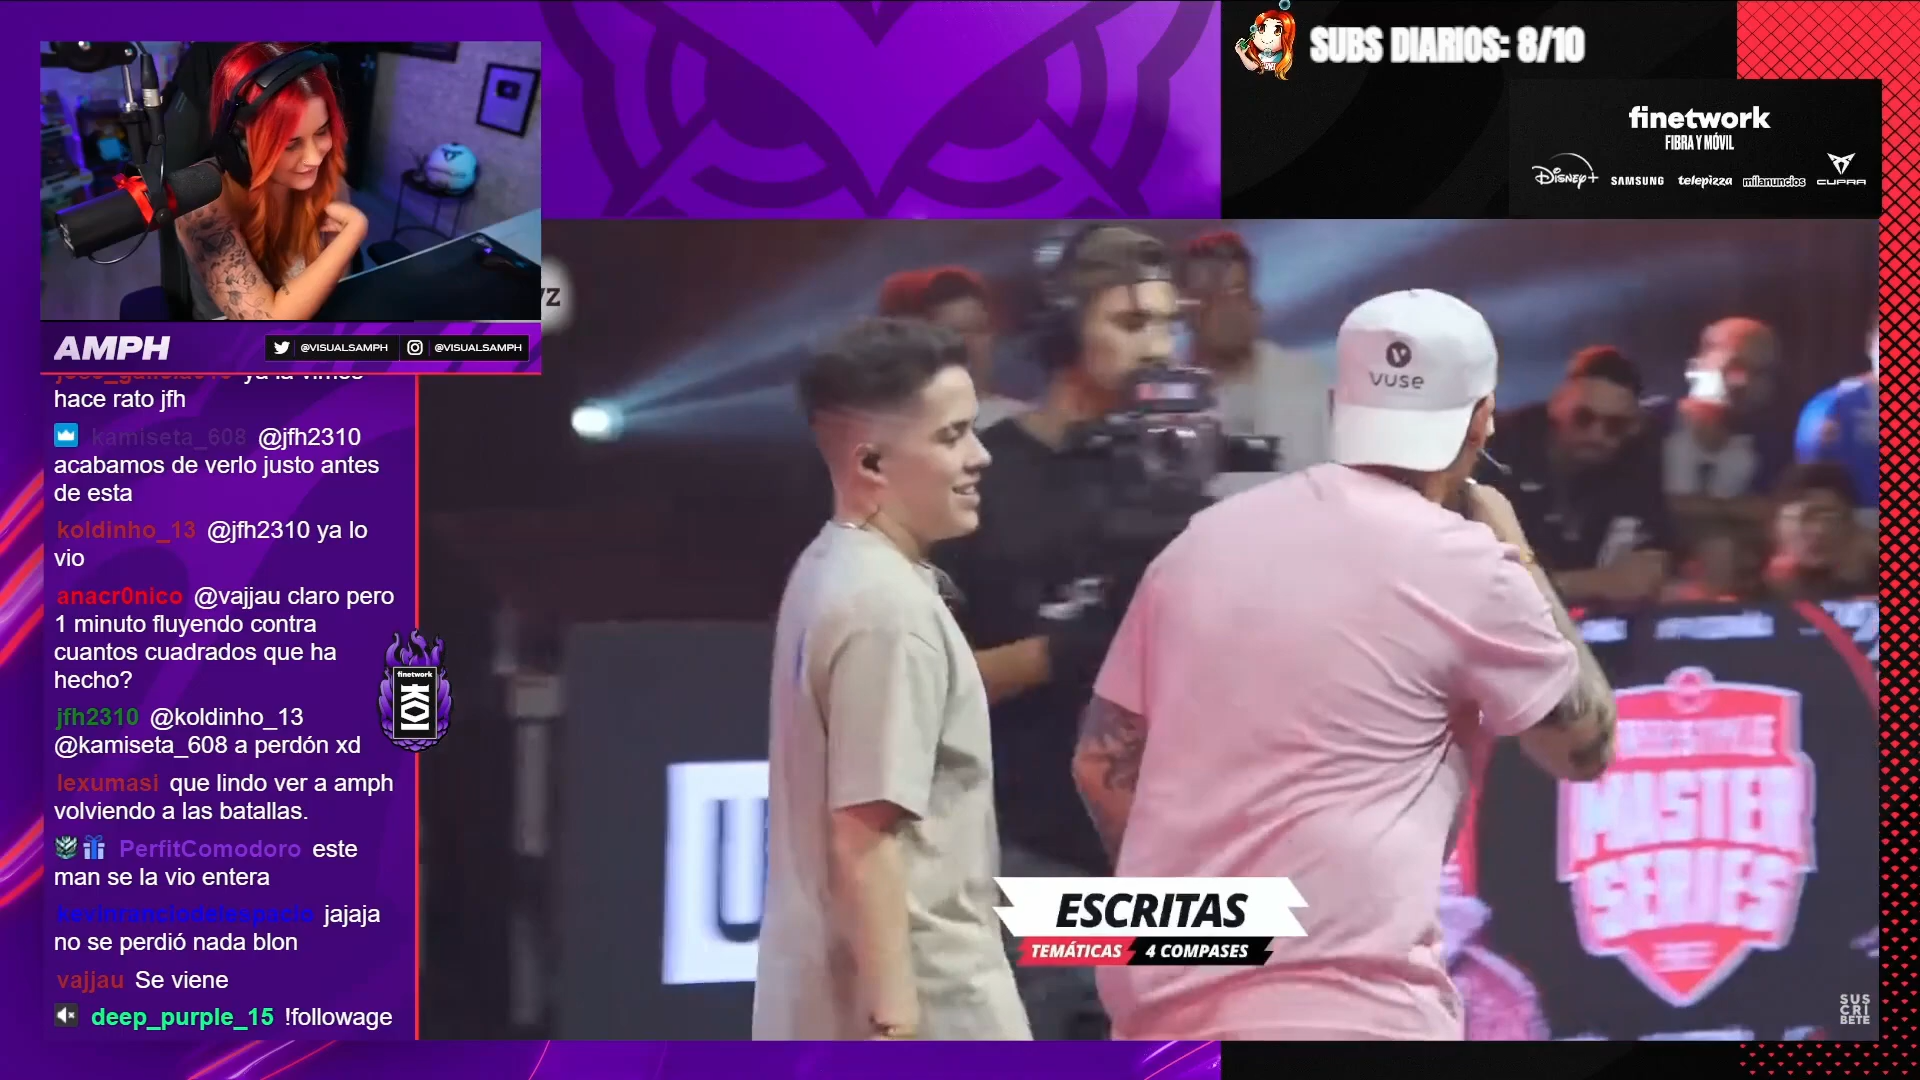 SUBS DIARIOS: 8/10
finetwork
FIBRA Y MÓVIL
Disney+ SAMSUNG telepizza milanuncios CUPRA
AMPH @VISUALSAMPH @VISUALSAMPH
hace rato jfh
kamiseta_608 @jfh2310
acabamos de verlo justo antes
de esta
koldinho_13 @jfh2310 ya lo
vio
anacr0nico @vajjau claro pero
1 minuto fluyendo contra
cuantos cuadrados que ha
hecho?
jfh2310 @koldinho_13
@kamiseta_608 a perdón xd
lexumasi que lindo ver a amph
volviendo a las batallas.
PerfitComodoro este
man se la vio entera
kevinranciodelespacio jajaja
no se perdió nada blon
vajjau Se viene
deep_purple_15 !followage
finetwork
KOI
VUSE
ESCRITAS
TEMÁTICAS 4 COMPASES
MASTER
SERIES
SUS
CRI
BETE